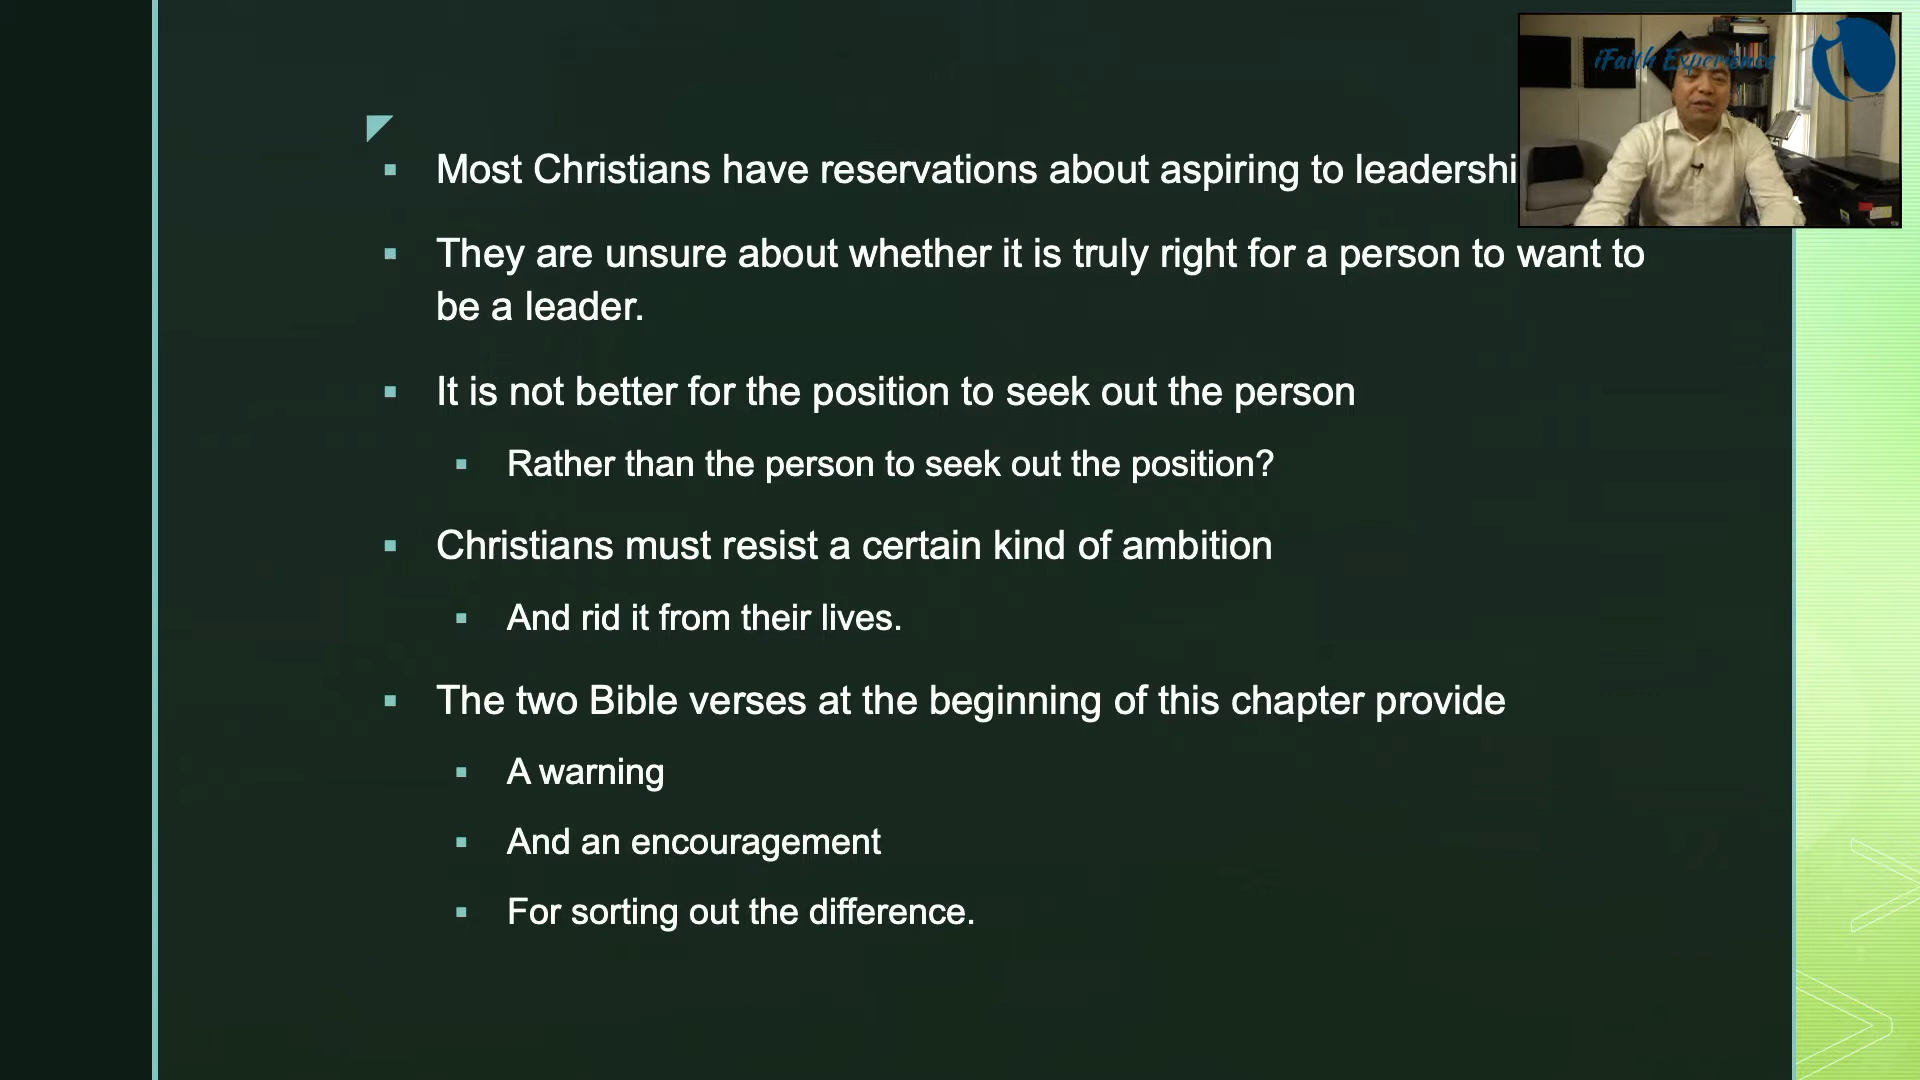 iFaith Experience
Most Christians have reservations about aspiring to leadershi
They are unsure about whether it is truly right for a person to want to
be a leader.
It is not better for the position to seek out the person
Rather than the person to seek out the position?
Christians must resist a certain kind of ambition
And rid it from their lives.
The two Bible verses at the beginning of this chapter provide
A warning
And an encouragement
For sorting out the difference.